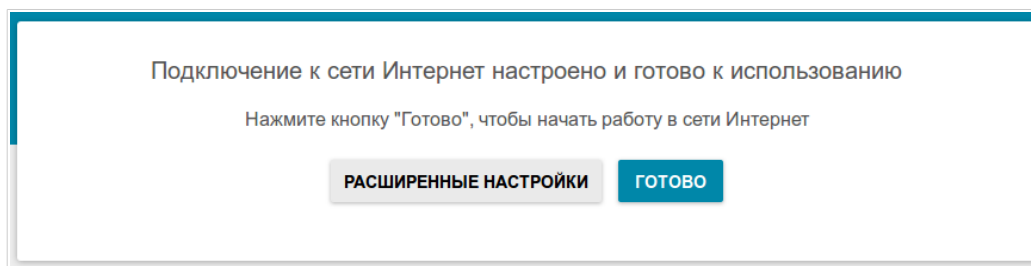 Подключение к сети Интернет настроено и готово к использованию
Нажмите кнопку "Готово", чтобы начать работу в сети Интернет
РАСШИРЕННЫЕ НАСТРОЙКИ ГОТОВО